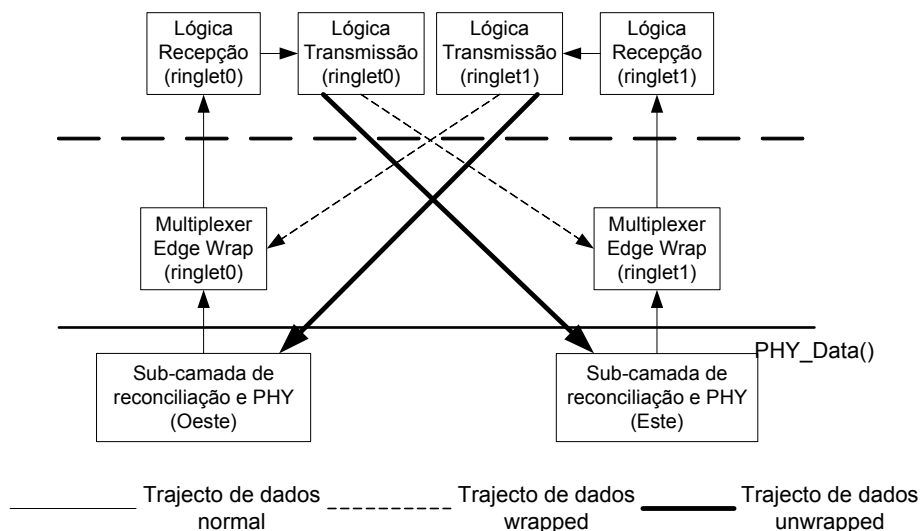 Lógica
Recepção
(ringlet0)
Lógica
Transmissão
(ringlet0)
Lógica
Transmissão
(ringlet1)
Lógica
Recepção
(ringlet1)
Multiplexer
Edge Wrap
(ringlet0)
Multiplexer
Edge Wrap
(ringlet1)
PHY_Data()
Sub-camada de
reconciliação e PHY
(Oeste)
Sub-camada de
reconciliação e PHY
(Este)
Trajecto de dados
normal
Trajecto de dados
wrapped
Trajecto de dados
unwrapped